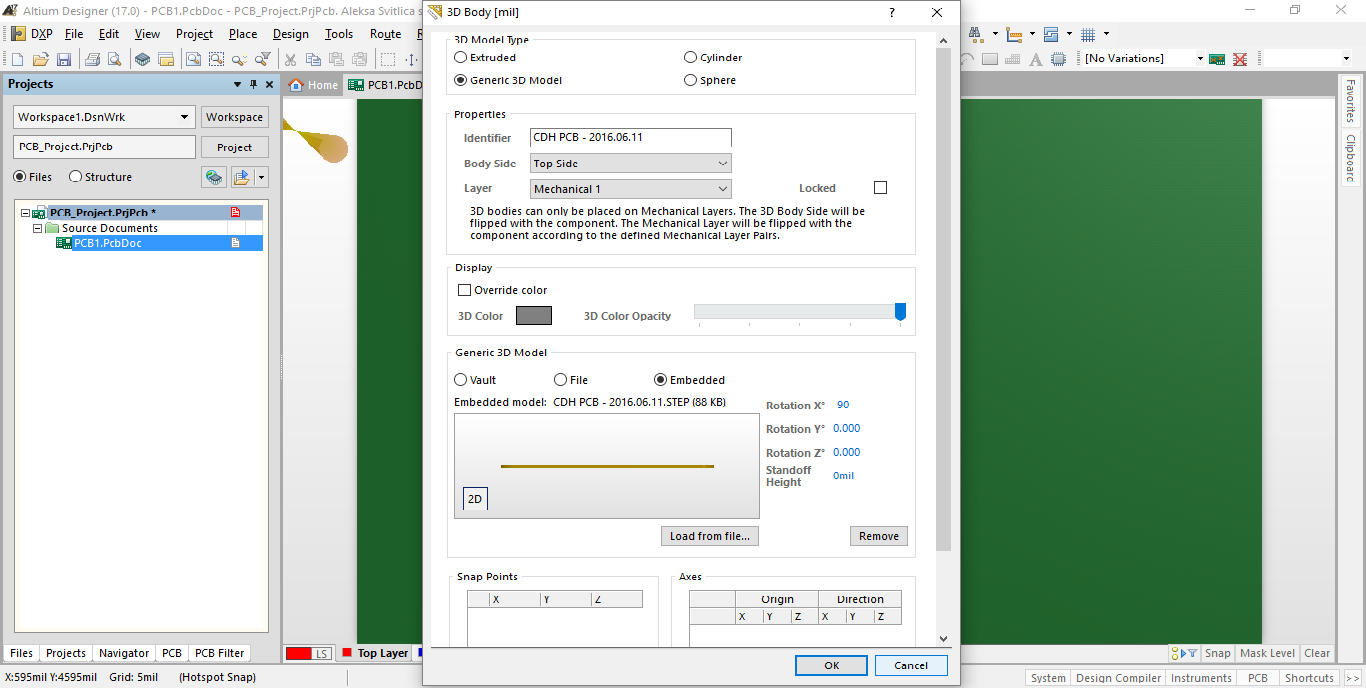 Altium Designer (17.0) - PCB1.PcbDoc - PCB_Project.PrjPcb. Aleksa Svitlica
DXP File Edit View Project Place Design Tools Route
[No Variations]
Projects
Workspace1.DsnWrk
Workspace
PCB_Project.PrjPcb
Project
Files
Structure
PCB_Project.PrjPcb *
Source Documents
PCB1.PcbDoc
Files Projects Navigator PCB PCB Filter
X:595mil Y:4595mil Grid: 5mil (Hotspot Snap)
Home
PCB1.PcbD
LS
Top Layer
3D Body [mil]
?
3D Model Type
Extruded
Cylinder
Generic 3D Model
Sphere
Properties
Identifier
CDH PCB - 2016.06.11
Body Side
Top Side
Layer
Mechanical 1
Locked
3D bodies can only be placed on Mechanical Layers. The 3D Body Side will be
flipped with the component. The Mechanical Layer will be flipped with the
component according to the defined Mechanical Layer Pairs.
Display
Override color
3D Color
3D Color Opacity
Generic 3D Model
Vault
File
Embedded
Embedded model: CDH PCB - 2016.06.11.STEP (88 KB)
2D
Rotation X° 90
Rotation Y° 0.000
Rotation Z° 0.000
Standoff
Height
0mil
Load from file...
Remove
Snap Points
X Y Z
Axes
Origin Direction
X Y Z X Y Z
OK
Cancel
Favorites
Clipboard
Snap Mask Level Clear
System Design Compiler Instruments PCB Shortcuts >>